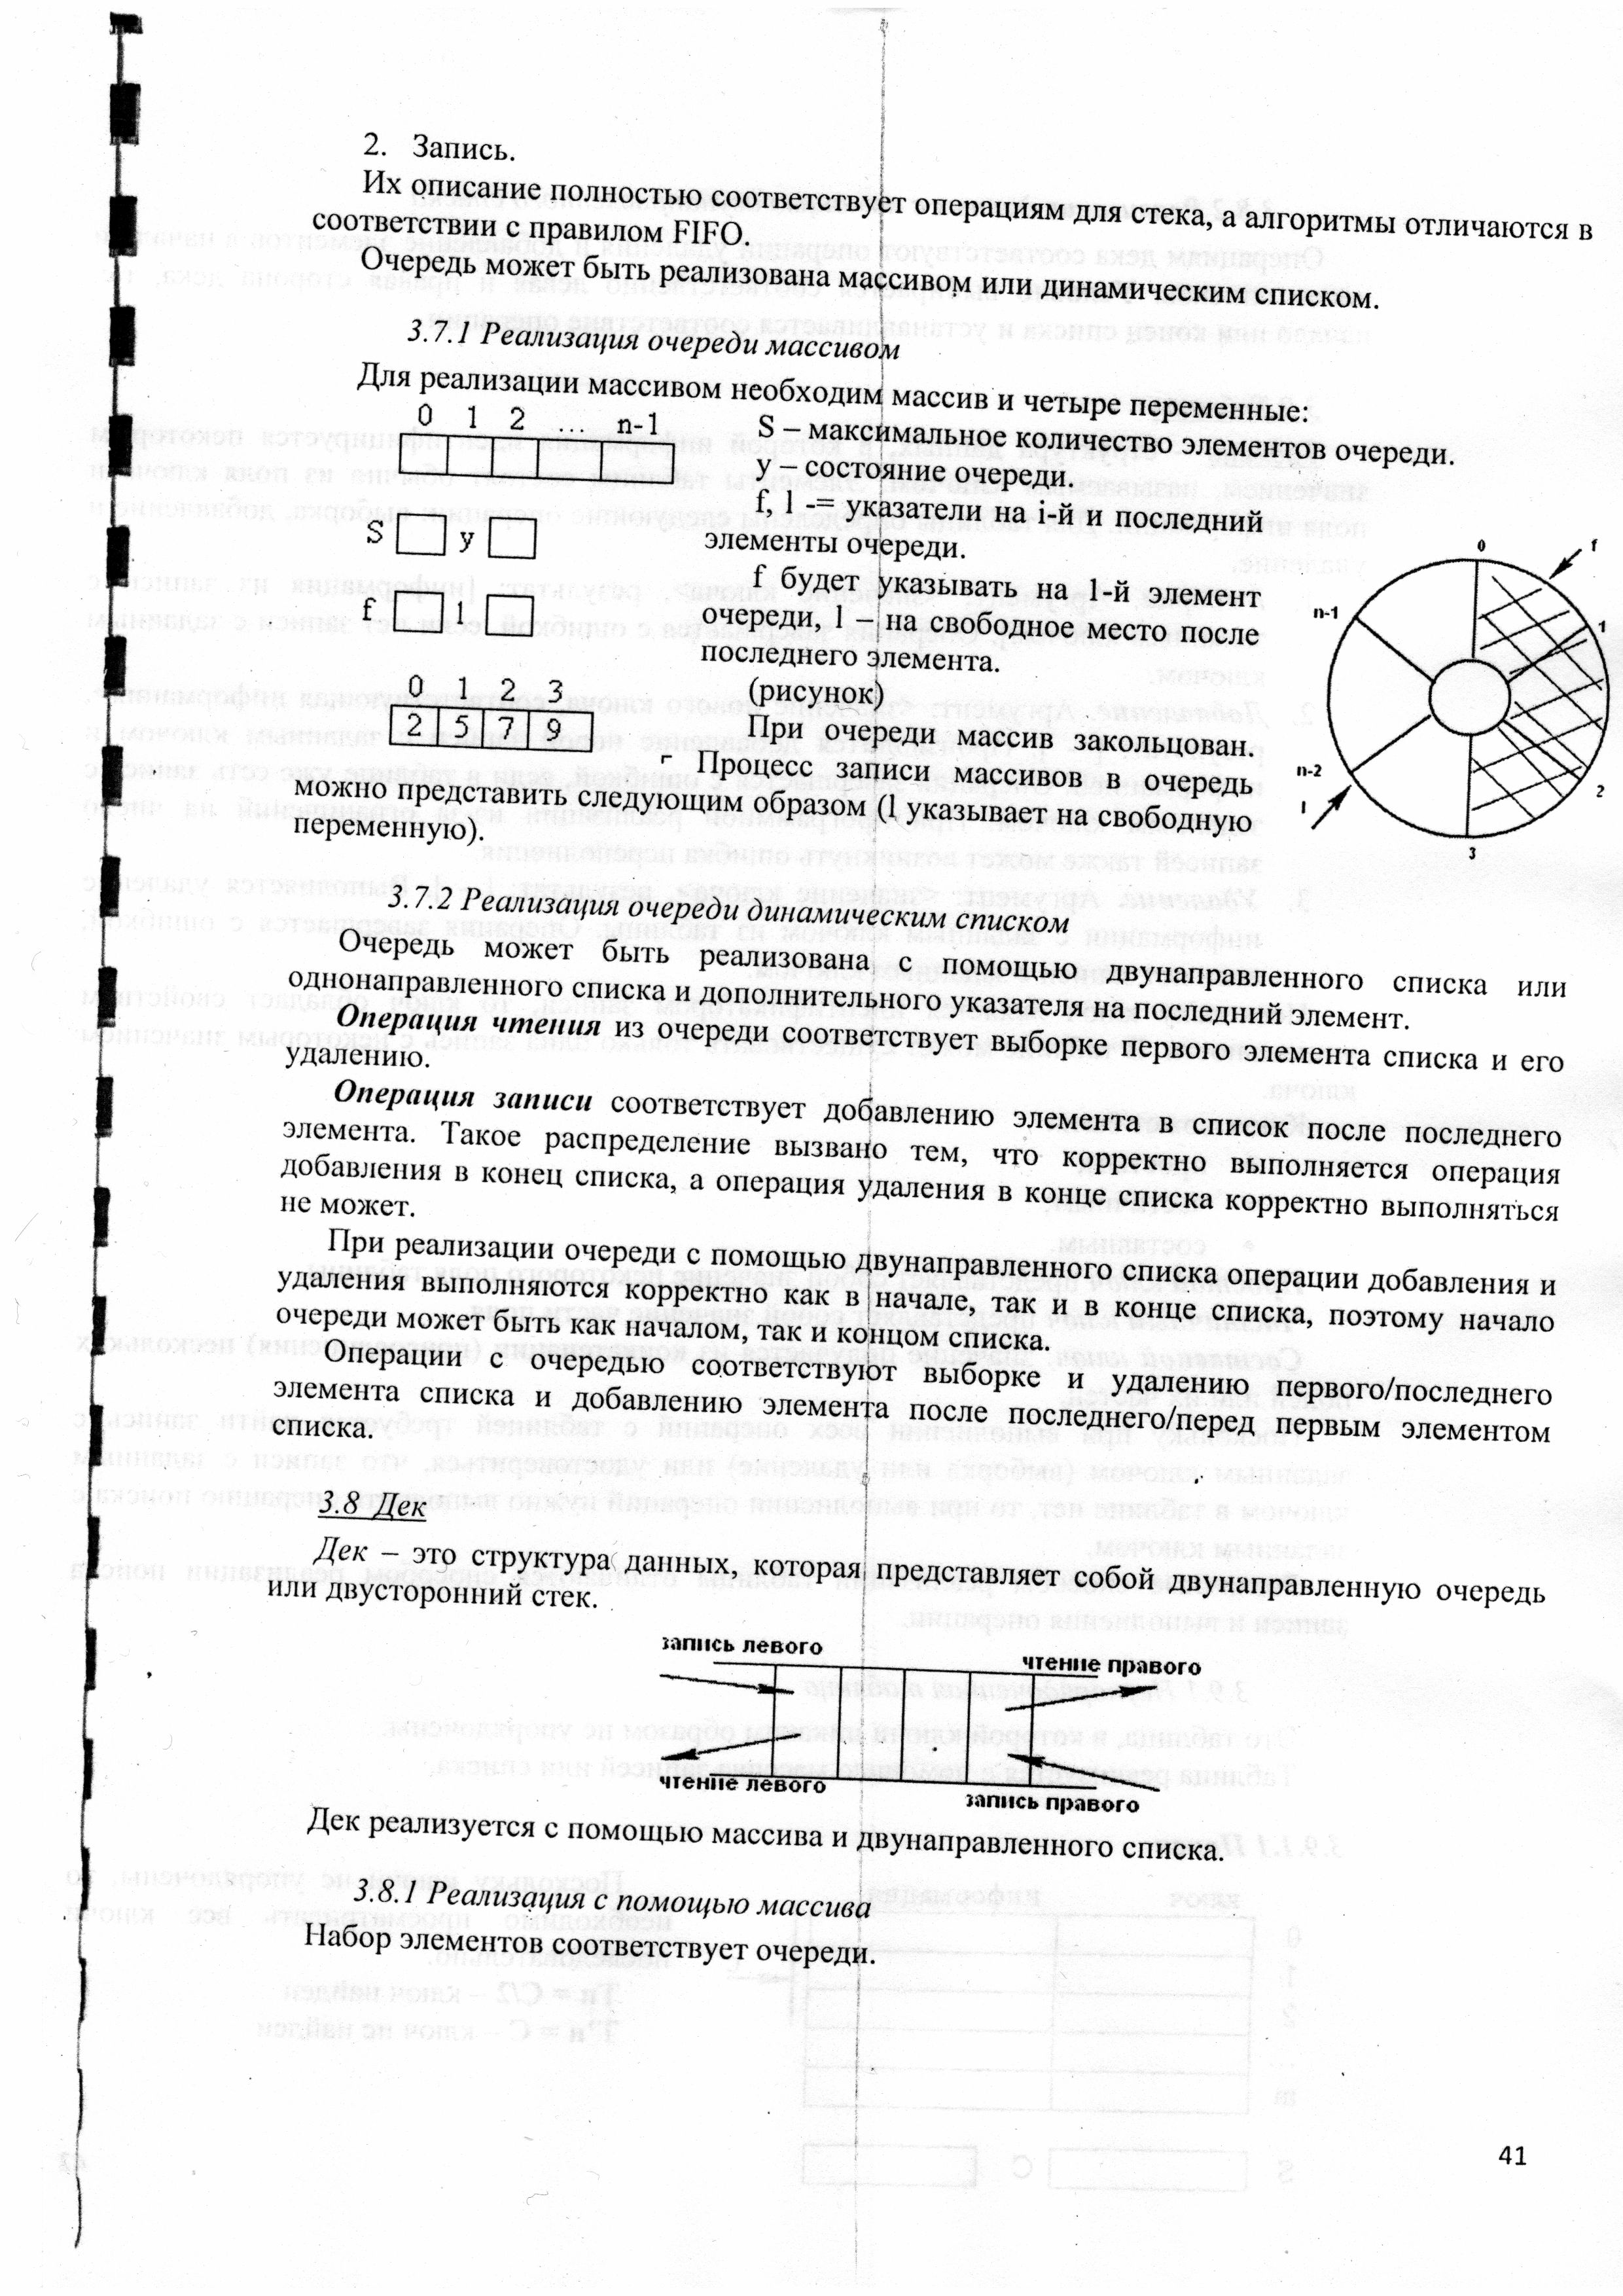 2. Запись.
Их описание полностью соответствует операциям для стека, а алгоритмы отличаются в
соответствии с правилом FIFO.
Очередь может быть реализована массивом или динамическим списком.
3.7.1 Реализация очереди массивом
Для реализации массивом необходим массив и четыре переменные:
0 1 2 ... n-1
S – максимальное количество элементов очереди.
y – состояние очереди.
f, l -= указатели на i-й и последний
элементы очереди.
S y
f будет указывать на 1-й элемент
очереди, l – на свободное место после
последнего элемента.
f l
(рисунок)
0 1 2 3
2 5 7 9
При очереди массив закольцован.
Процесс записи массивов в очередь
можно представить следующим образом (l указывает на свободную
переменную).
0
f
n-1
1
n-2
l
2
3
3.7.2 Реализация очереди динамическим списком
Очередь может быть реализована с помощью двунаправленного списка или
однонаправленного списка и дополнительного указателя на последний элемент.
Операция чтения из очереди соответствует выборке первого элемента списка и его
удалению.
Операция записи соответствует добавлению элемента в список после последнего
элемента. Такое распределение вызвано тем, что корректно выполняется операция
добавления в конец списка, а операция удаления в конце списка корректно выполняться
не может.
При реализации очереди с помощью двунаправленного списка операции добавления и
удаления выполняются корректно как в начале, так и в конце списка, поэтому начало
очереди может быть как началом, так и концом списка.
Операции с очередью соответствуют выборке и удалению первого/последнего
элемента списка и добавлению элемента после последнего/перед первым элементом
списка.
3.8 Дек
Дек – это структура данных, которая представляет собой двунаправленную очередь
или двусторонний стек.
запись левого
чтение правого
чтение левого
запись правого
Дек реализуется с помощью массива и двунаправленного списка.
3.8.1 Реализация с помощью массива
Набор элементов соответствует очереди.
41